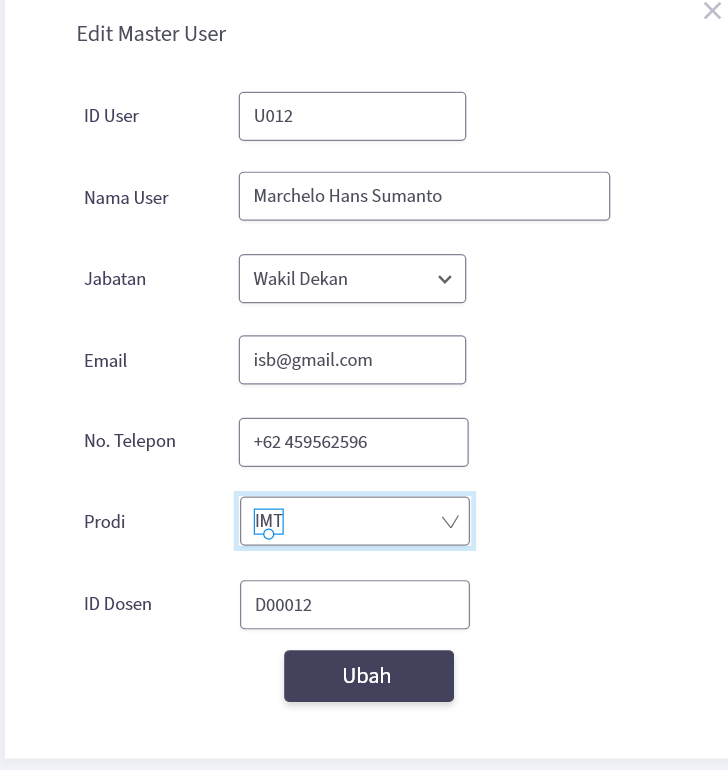 Edit Master User
ID User U012
Nama User Marchelo Hans Sumanto
Jabatan Wakil Dekan
Email isb@gmail.com
No. Telepon +62 459562596
Prodi IMT
ID Dosen D00012
Ubah